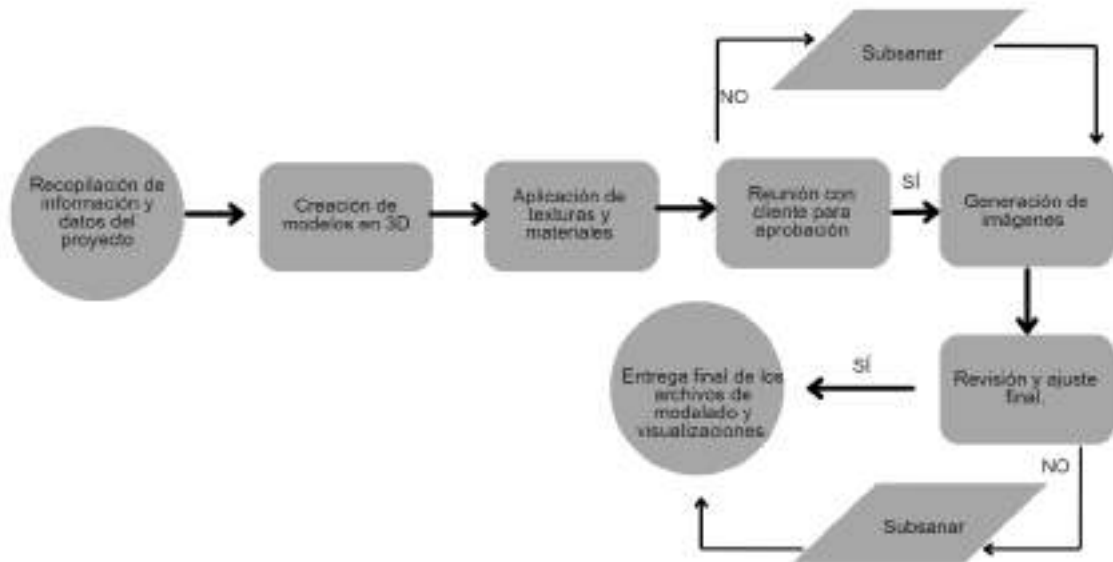 Subsanar
NO
Recopilación de
información y
datos del
proyecto
Creación de
modelos en 3D
Aplicación de
texturas y
materiales
Reunión con
cliente para
aprobación
SÍ
Generación de
imágenes
Revisión y ajuste
final.
SÍ
Entrega final de los
archivos de
modalado y
visualizaciones
NO
Subsanar